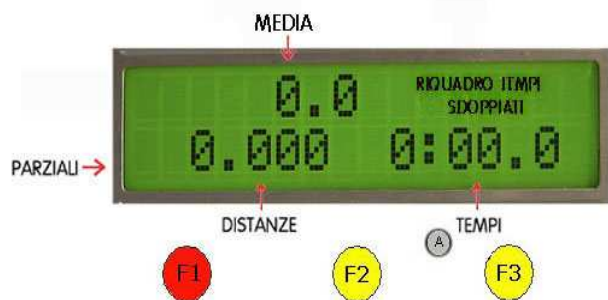 MEDIA
0.0
RIQUADRO ITMPI
SDOPPIATI
0.000
0:00.0
PARZIALI
DISTANZE
TEMPI
A
F1
F2
F3